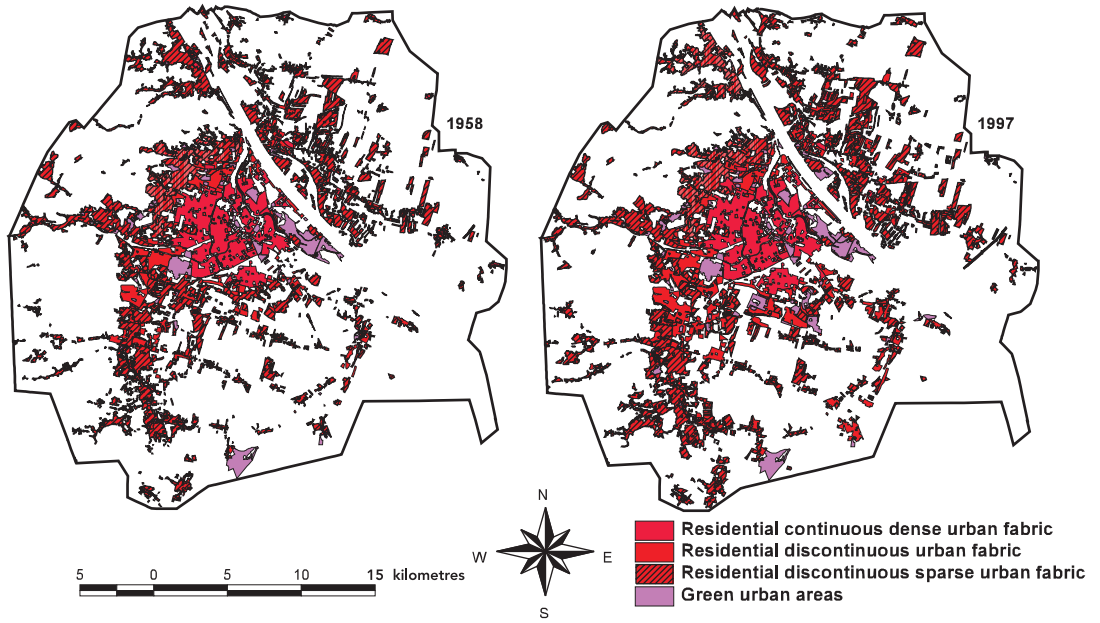 1958
1997
N
W
E
S
5 0 5 10 15 kilometres
Residential continuous dense urban fabric
Residential discontinuous urban fabric
Residential discontinuous sparse urban fabric
Green urban areas